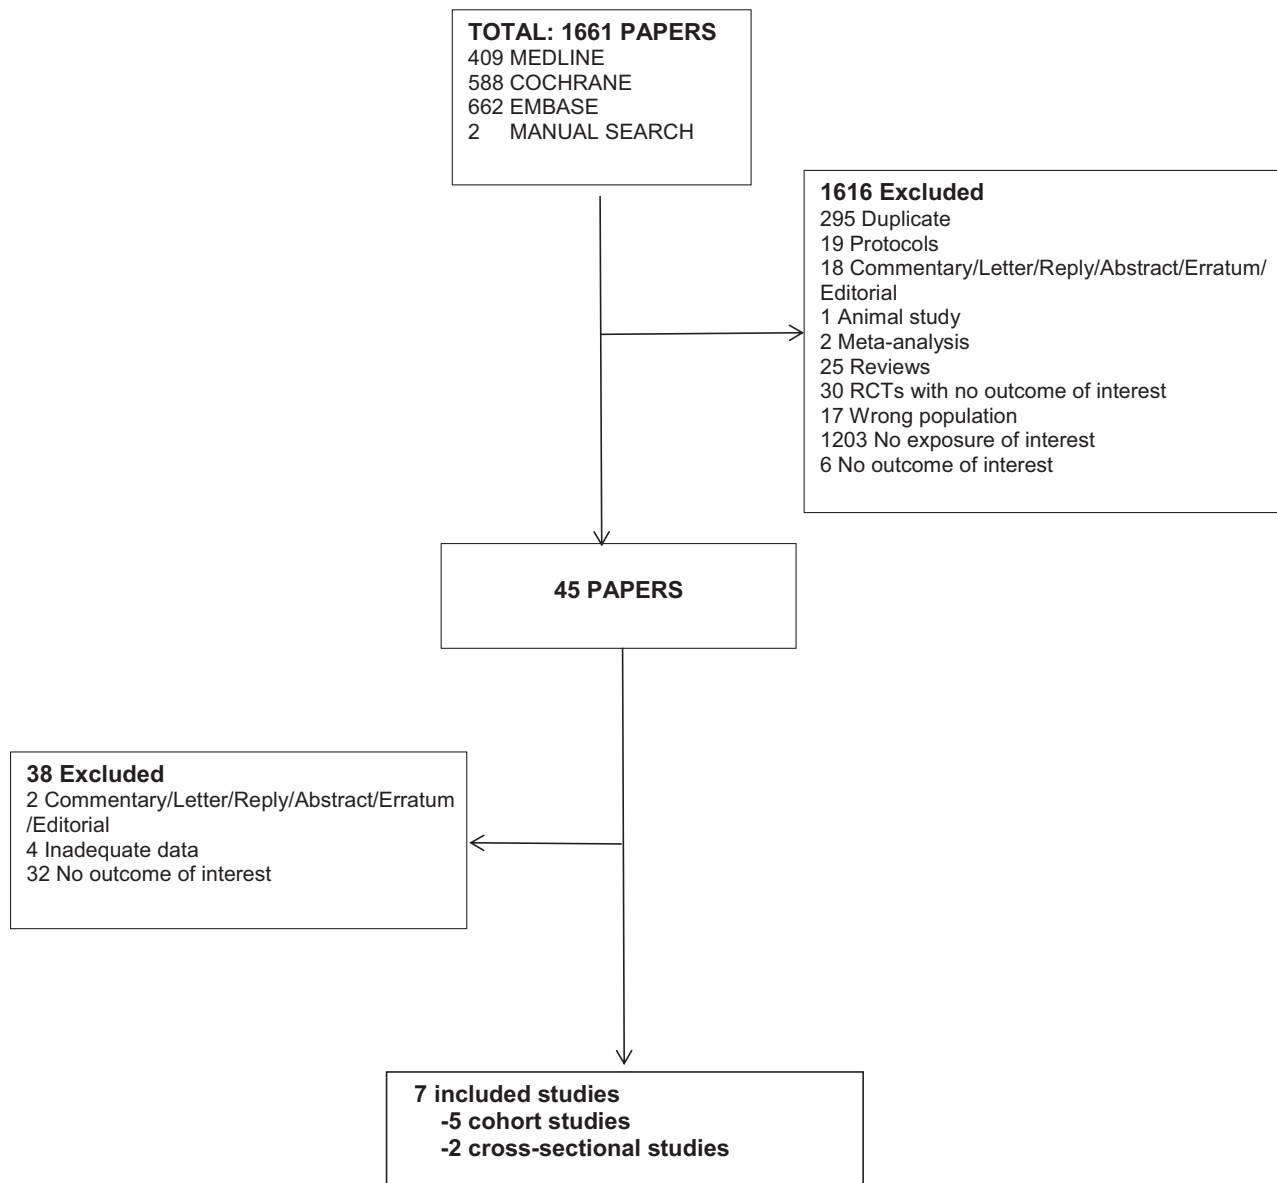 TOTAL: 1661 PAPERS
409 MEDLINE
588 COCHRANE
662 EMBASE
2 MANUAL SEARCH
1616 Excluded
295 Duplicate
19 Protocols
18 Commentary/Letter/Reply/Abstract/Erratum/
Editorial
1 Animal study
2 Meta-analysis
25 Reviews
30 RCTs with no outcome of interest
17 Wrong population
1203 No exposure of interest
6 No outcome of interest
45 PAPERS
38 Excluded
2 Commentary/Letter/Reply/Abstract/Erratum
/Editorial
4 Inadequate data
32 No outcome of interest
7 included studies
-5 cohort studies
-2 cross-sectional studies